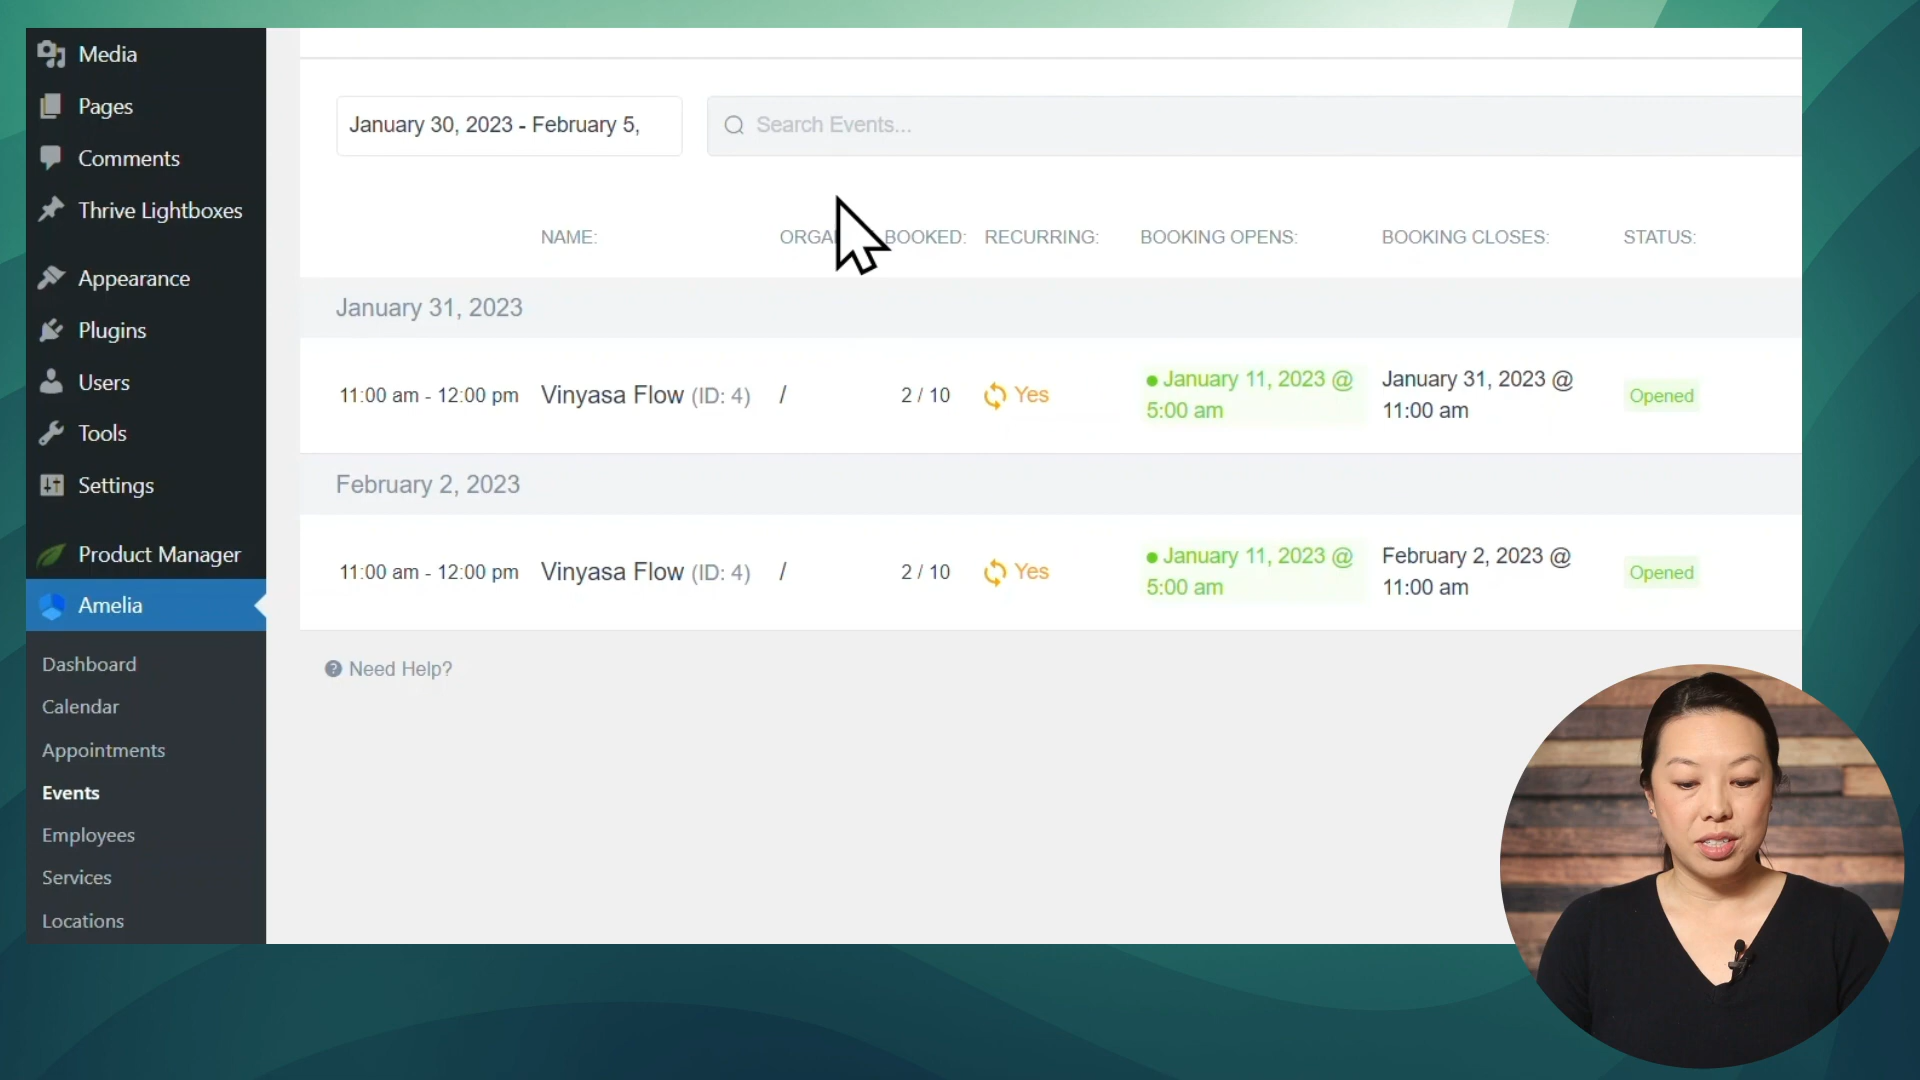 Media
Pages
Comments
Thrive Lightboxes
Appearance
Plugins
Users
Tools
Settings
Product Manager
Amelia
Dashboard
Calendar
Appointments
Events
Employees
Services
Locations
January 30, 2023 - February 5,
Search Events...
NAME: BOOKED: RECURRING: BOOKING OPENS: BOOKING CLOSES: STATUS:
January 31, 2023
11:00 am - 12:00 pm Vinyasa Flow (ID: 4) / 2 / 10 Yes January 11, 2023 @ January 31, 2023 @ Opened
5:00 am 11:00 am
February 2, 2023
11:00 am - 12:00 pm Vinyasa Flow (ID: 4) / 2 / 10 Yes January 11, 2023 @ February 2, 2023 @ Opened
5:00 am 11:00 am
Need Help?